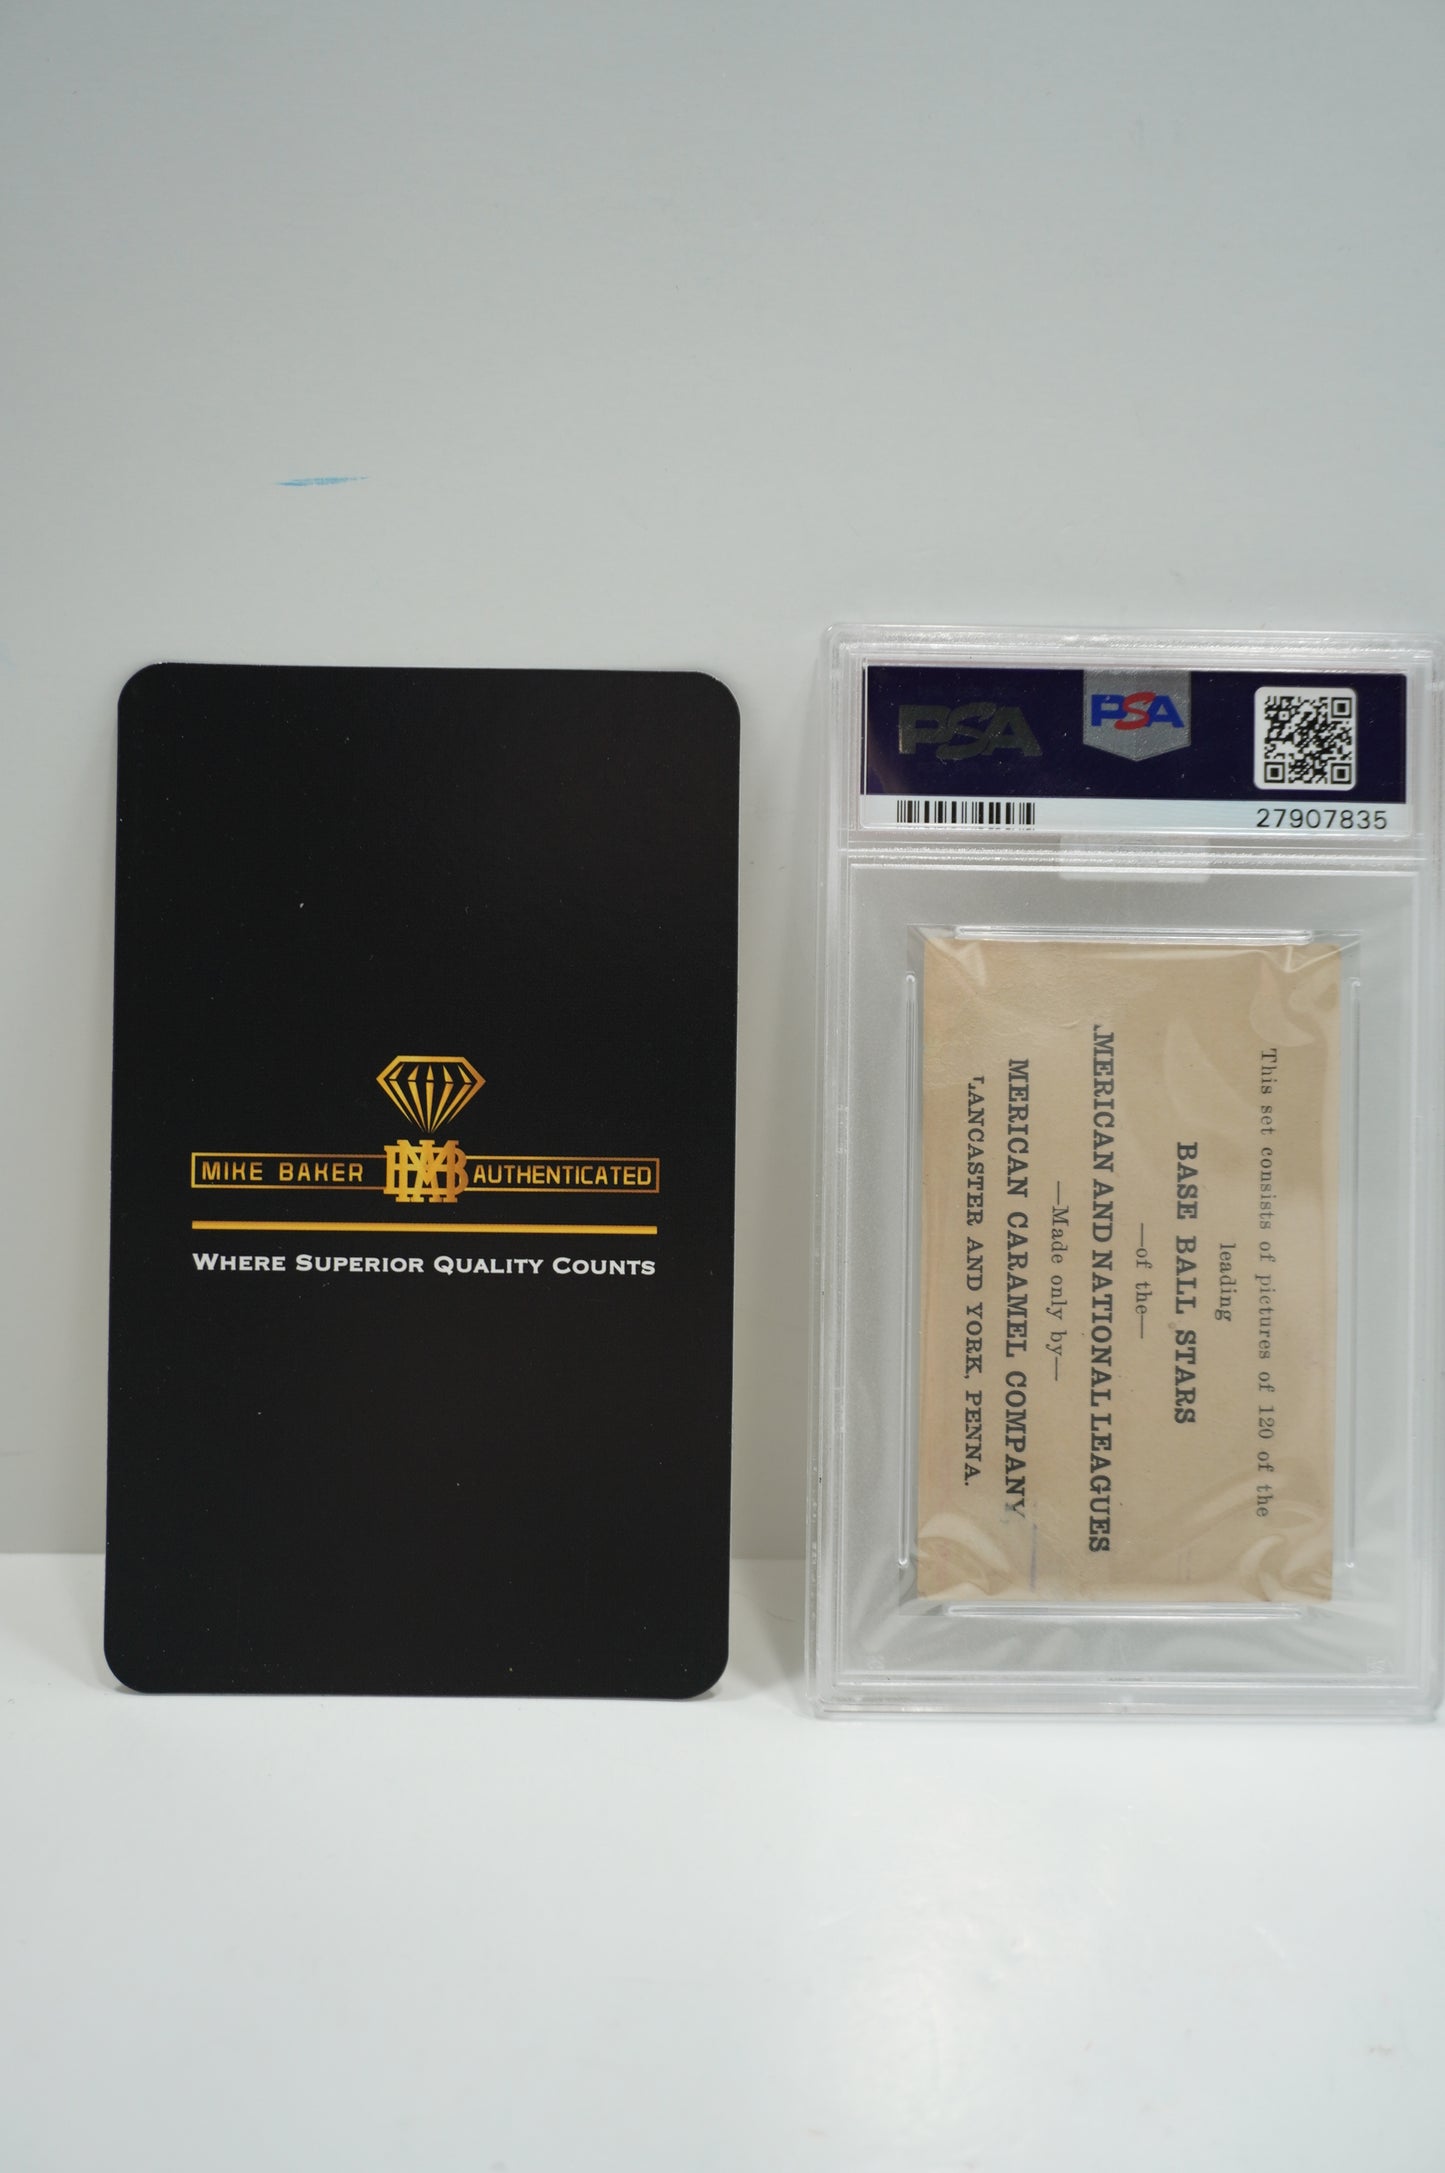 MIKE BAKER MBA AUTHENTICATED
WHERE SUPERIOR QUALITY COUNTS
PSA PSA
27907835
This set consists of pictures of 120 of the
leading
BASE BALL STARS
—of the—
MERICAN AND NATIONAL LEAGUES
—Made only by—
MERICAN CARAMEL COMPANY,
LANCASTER AND YORK, PENNA.